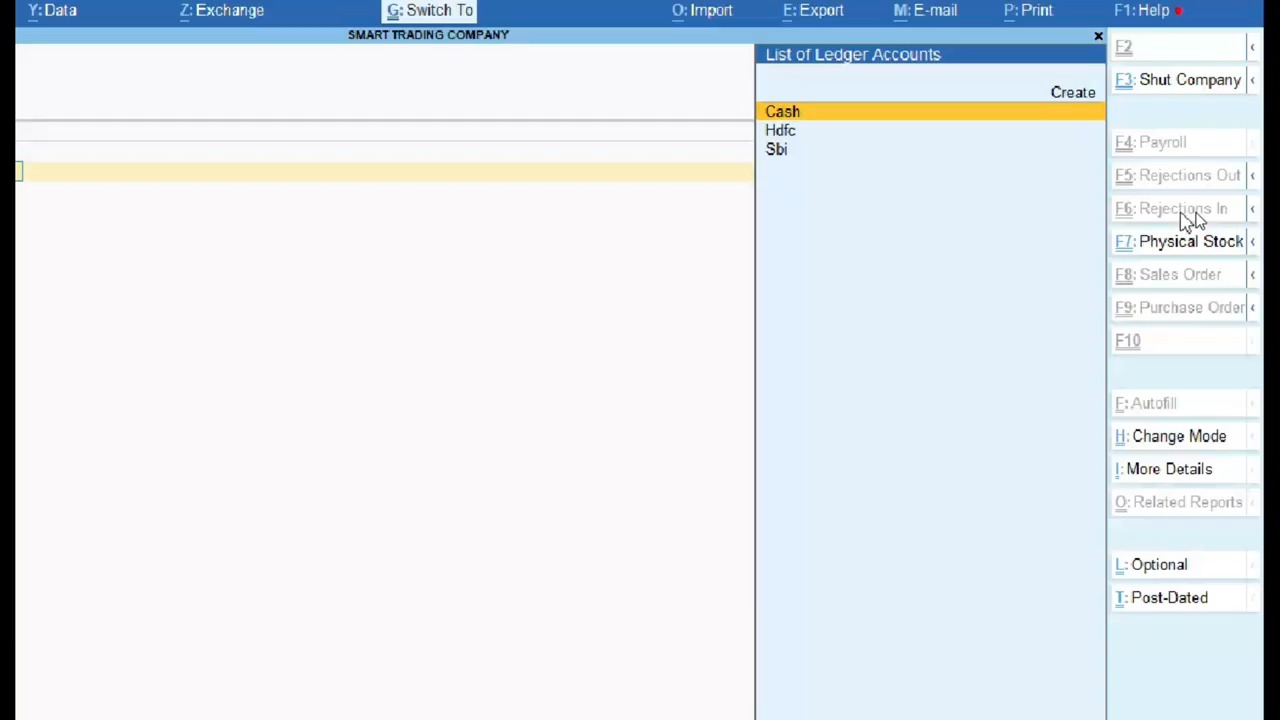 Y: Data Z: Exchange G: Switch To O: Import E: Export M: E-mail P: Print F1: Help
SMART TRADING COMPANY
List of Ledger Accounts
Create
Cash
Hdfc
Sbi
F2
F3: Shut Company
F4: Payroll
F5: Rejections Out
F6: Rejections In
F7: Physical Stock
F8: Sales Order
F9: Purchase Order
F10
F: Autofill
H: Change Mode
I: More Details
O: Related Reports
L: Optional
T: Post-Dated